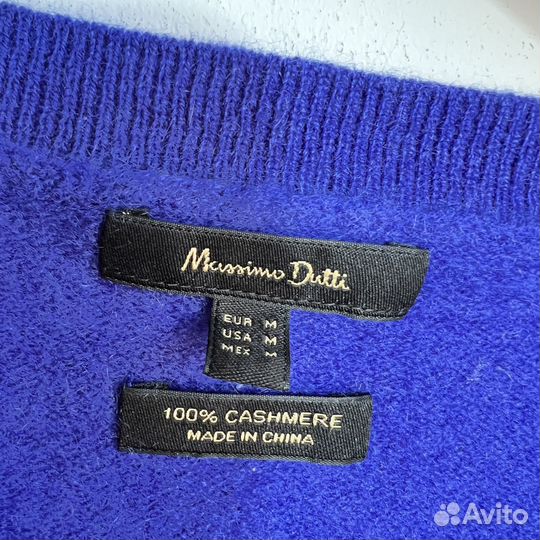 Massimo Dutti
EUR M
USA M
MEX M
100% CASHMERE
MADE IN CHINA
Avito